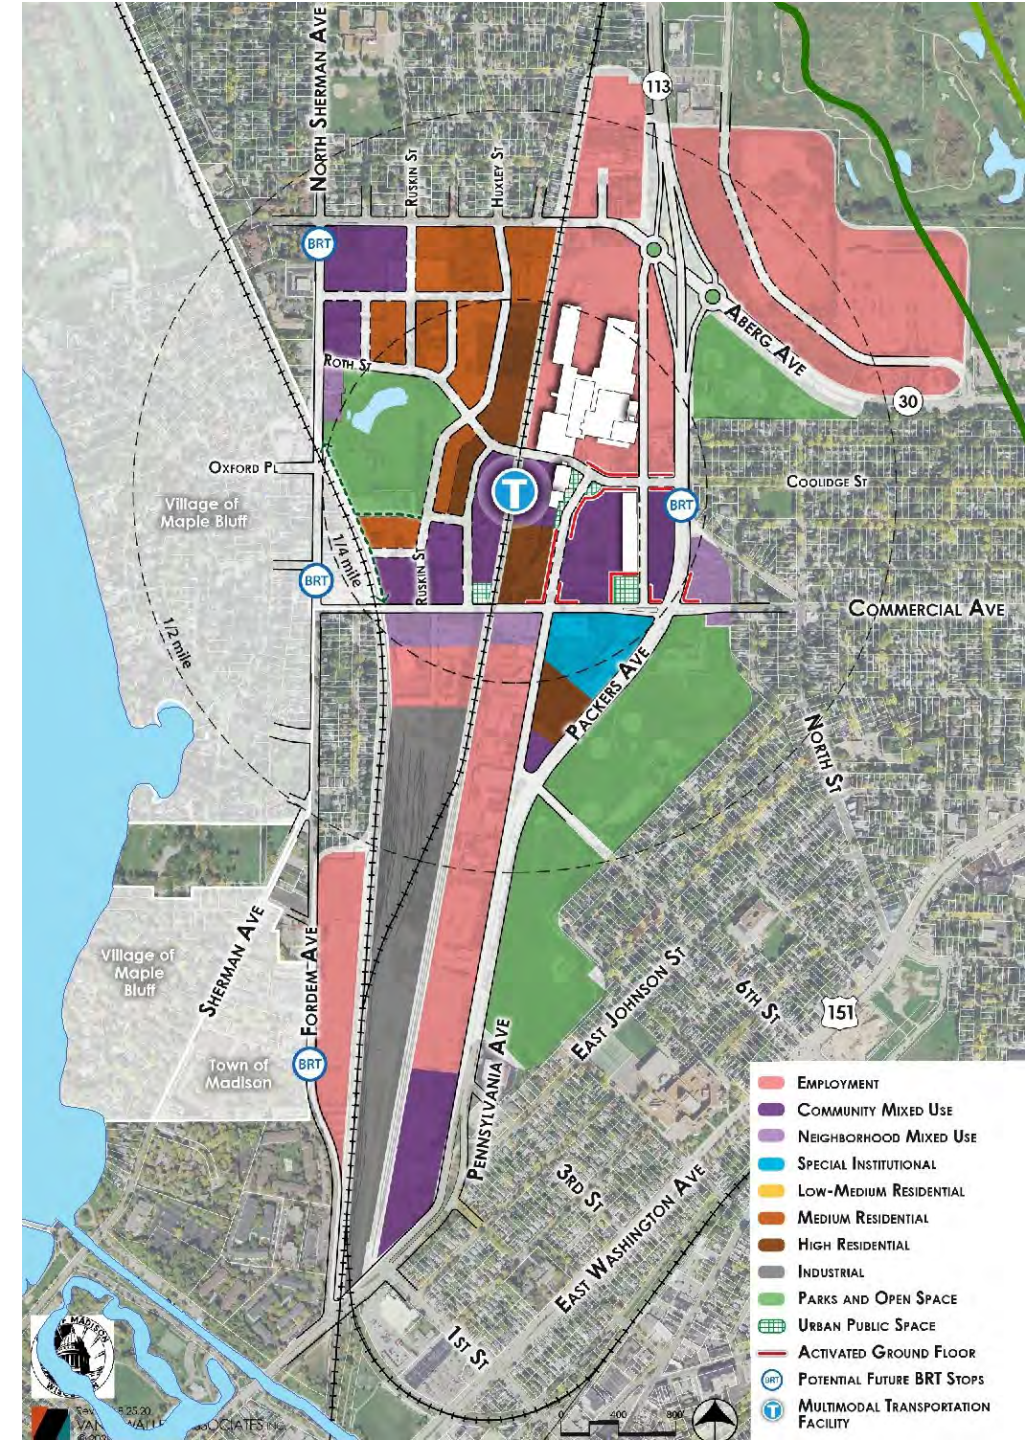 NORTH SHERMAN AVE
RUSKIN ST
HUXLEY ST
113
BRT
ABERG AVE
ROTH ST
30
OXFORD PL
COOLIDGE ST
Village of
Maple Bluff
T
BRT
1/4 mile
RUSKIN ST
BRT
COMMERCIAL AVE
1/2 mile
PACKERS AVE
NORTH ST
SHERMAN AVE
FORDEM AVE
Village of
Maple
Bluff
EAST JOHNSON ST
6TH ST
151
Town of
Madison
BRT
PENNSYLVANIA AVE
3RD ST
EAST WASHINGTON AVE
1ST ST
EMPLOYMENT
COMMUNITY MIXED USE
NEIGHBORHOOD MIXED USE
SPECIAL INSTITUTIONAL
LOW-MEDIUM RESIDENTIAL
MEDIUM RESIDENTIAL
HIGH RESIDENTIAL
INDUSTRIAL
PARKS AND OPEN SPACE
URBAN PUBLIC SPACE
ACTIVATED GROUND FLOOR
BRT POTENTIAL FUTURE BRT STOPS
T MULTIMODAL TRANSPORTATION
FACILITY
MADISON
0 400 800'